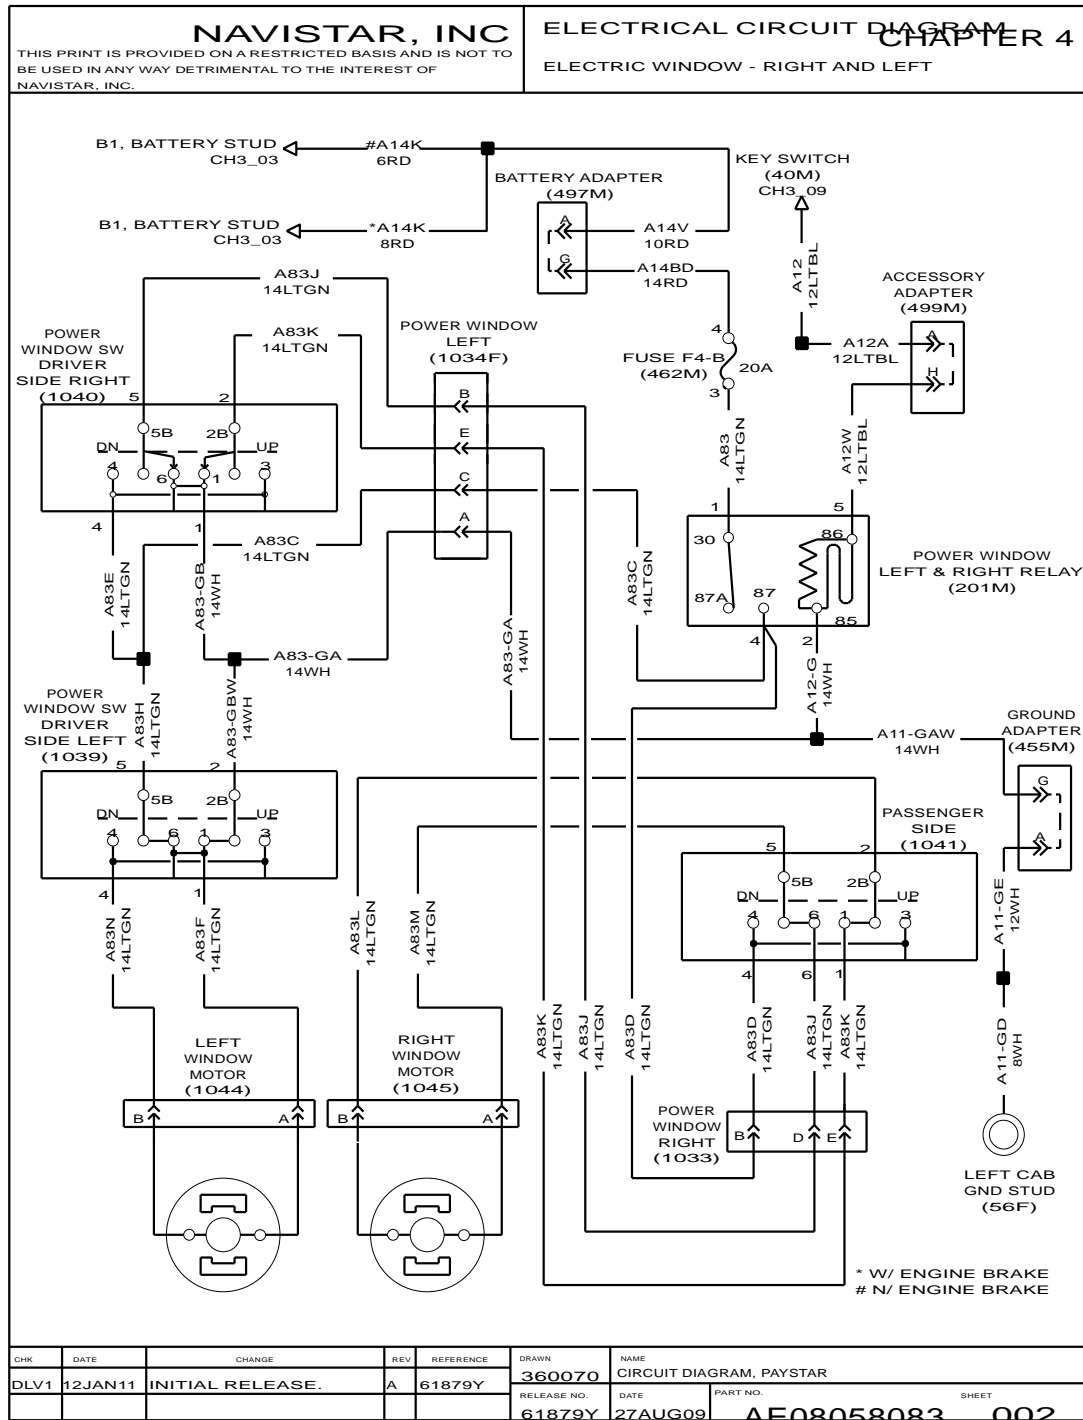 NAVISTAR, INC
THIS PRINT IS PROVIDED ON A RESTRICTED BASIS AND IS NOT TO
BE USED IN ANY WAY DETRIMENTAL TO THE INTEREST OF
NAVISTAR, INC.
ELECTRICAL CIRCUIT DIAGRAM
CHAPTER 4
ELECTRIC WINDOW - RIGHT AND LEFT
B1, BATTERY STUD
CH3_03
#A14K
6RD
B1, BATTERY STUD
CH3_03
*A14K
8RD
BATTERY ADAPTER
(497M)
A
G
A14V
10RD
A14BD
14RD
KEY SWITCH
(40M)
CH3_09
A12
12LTBL
ACCESSORY
ADAPTER
(499M)
A
H
A12A
12LTBL
A83J
14LTGN
A83K
14LTGN
POWER WINDOW
LEFT
(1034F)
B
E
C
A
4
FUSE F4-B
(462M)
20A
3
A83
14LTGN
A12W
12LTBL
POWER
WINDOW SW
DRIVER
SIDE RIGHT
(1040)
5
2
5B
2B
DN
UP
4
6
1
3
4
1
A83C
14LTGN
A83E
14LTGN
A83-GB
14WH
A83-GA
14WH
A83-GA
14WH
A83C
14LTGN
1
5
30
86
87A
87
85
4
2
POWER WINDOW
LEFT & RIGHT RELAY
(201M)
A12-G
14WH
A11-GAW
14WH
GROUND
ADAPTER
(455M)
G
A
POWER
WINDOW SW
DRIVER
SIDE LEFT
(1039)
A83H
14LTGN
A83-GBW
14WH
5
2
5B
2B
DN
UP
4
6
1
3
4
1
PASSENGER
SIDE
(1041)
5
2
5B
2B
DN
UP
4
6
1
3
4
6
1
A83N
14LTGN
A83F
14LTGN
A83L
14LTGN
A83M
14LTGN
A83K
14LTGN
A83J
14LTGN
A83D
14LTGN
A83D
14LTGN
A83J
14LTGN
A83K
14LTGN
A11-GE
12WH
A11-GD
8WH
LEFT
WINDOW
MOTOR
(1044)
B
A
RIGHT
WINDOW
MOTOR
(1045)
B
A
POWER
WINDOW
RIGHT
(1033)
B
D
E
LEFT CAB
GND STUD
(56F)
* W/ ENGINE BRAKE
# N/ ENGINE BRAKE
CHK DATE CHANGE REV REFERENCE
DLV1 12JAN11 INITIAL RELEASE. A 61879Y
DRAWN
360070
NAME
CIRCUIT DIAGRAM, PAYSTAR
RELEASE NO.
61879Y
DATE
27AUG09
PART NO.
AE08058083
SHEET
002